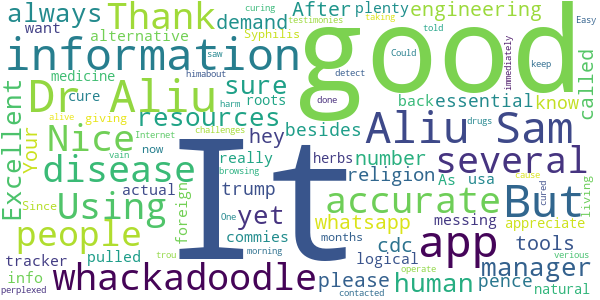 always Thank After plenty engineering
want demand Having curing testimonies taking told
information alternative Syphilis saw himabout Could Easy
good
medicine sure detect keep immediately
Dr Aliu harm roots done drugs called
cure resources back essential know
Excellent Your alive giving Internet challenges
Nice now hey besides Aliu Sam
vain browsing really herbs number
disease actual religion As usa several
Since One trump
Using foreign It yet accurate But living
morning whatsapp appreciate cause
people commies months messing cured
tracker pulled cdc app tools
info trou logical manager
whackadoodle please human pence verious natural
perplexed contacted operate